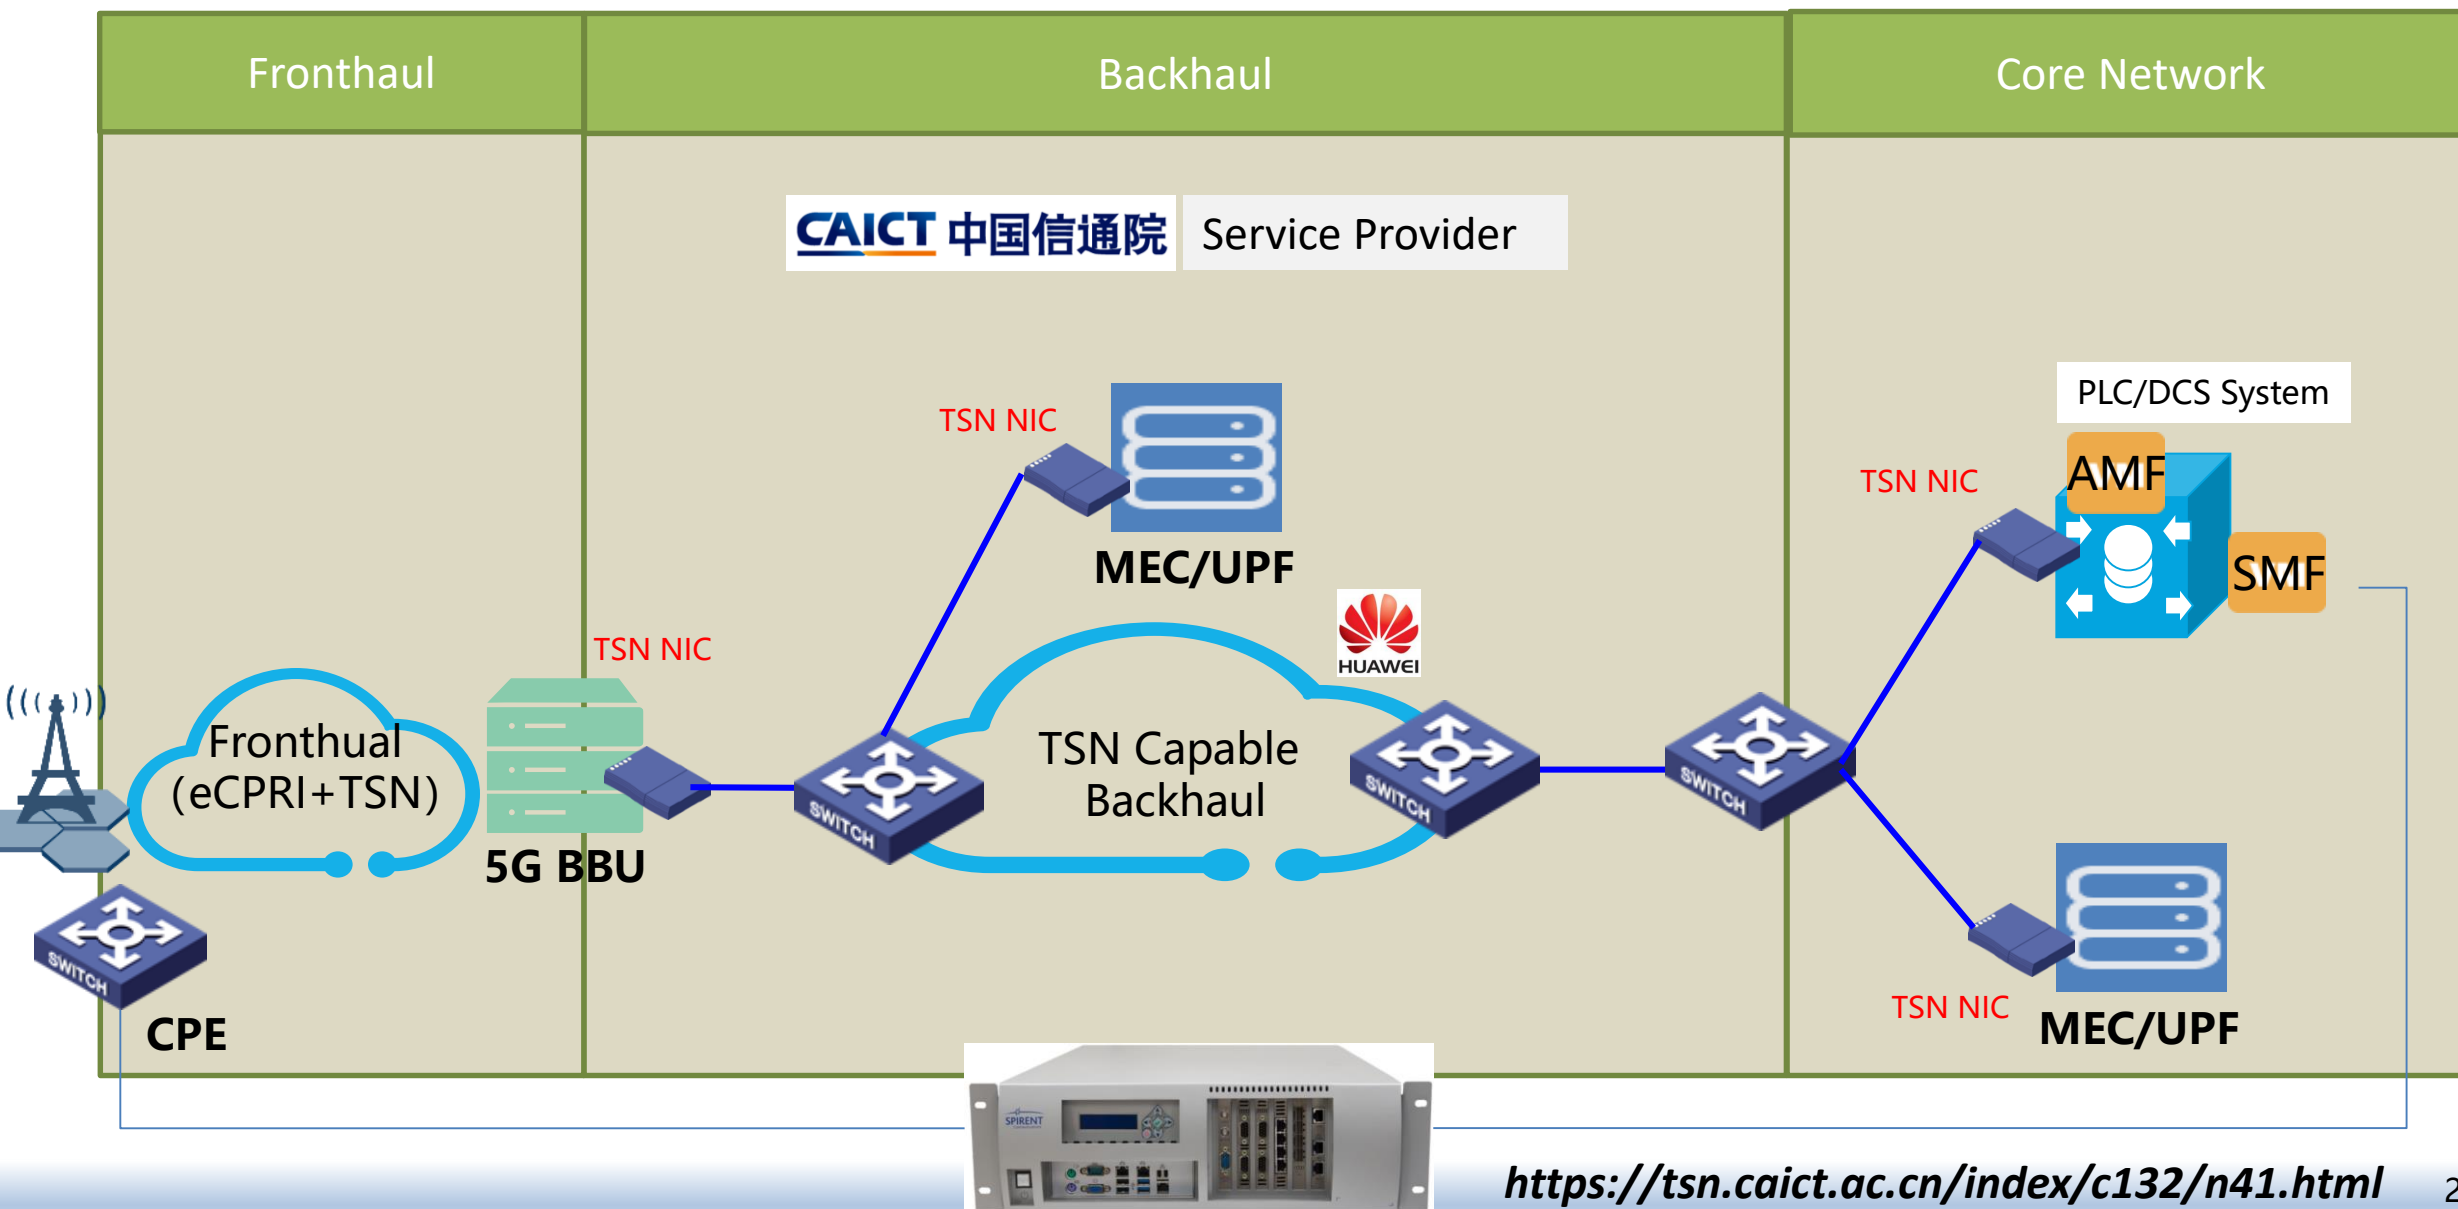 Fronthaul
Backhaul
Core Network
CAICT 中国信通院
Service Provider
PLC/DCS System
TSN NIC
AMF
TSN NIC
SMF
MEC/UPF
HUAWEI
TSN NIC
Fronthual
(eCPRI+TSN)
TSN Capable
Backhaul
SWITCH
SWITCH
SWITCH
5G BBU
SWITCH
CPE
TSN NIC
MEC/UPF
SPIRENT
https://tsn.caict.ac.cn/index/c132/n41.html
2